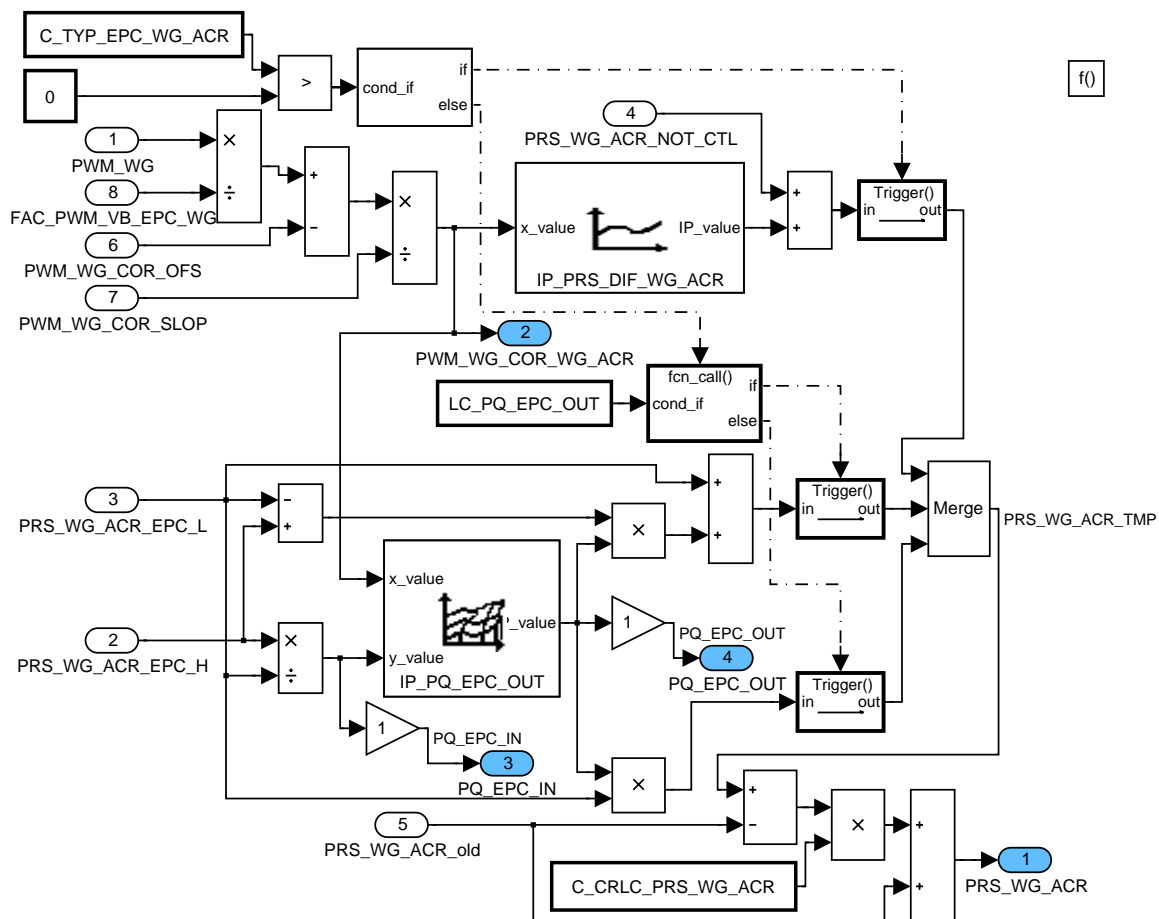 C_TYP_EPC_WG_ACR
0
>
cond_if
if
else
f()
1
PWM_WG
×
÷
8
FAC_PWM_VB_EPC_WG
6
PWM_WG_COR_OFS
7
PWM_WG_COR_SLOP
+
−
×
÷
4
PRS_WG_ACR_NOT_CTL
x_value
IP_value
IP_PRS_DIF_WG_ACR
+
+
Trigger()
in
out
2
PWM_WG_COR_WG_ACR
LC_PQ_EPC_OUT
fcn_call()
cond_if
if
else
3
PRS_WG_ACR_EPC_L
−
+
×
+
+
Trigger()
in
out
Merge
PRS_WG_ACR_TMP
2
PRS_WG_ACR_EPC_H
×
÷
x_value
y_value
_value
IP_PQ_EPC_OUT
1
PQ_EPC_OUT
4
PQ_EPC_OUT
Trigger()
in
out
1
PQ_EPC_IN
3
PQ_EPC_IN
×
5
PRS_WG_ACR_old
+
−
×
C_CRLC_PRS_WG_ACR
+
+
1
PRS_WG_ACR